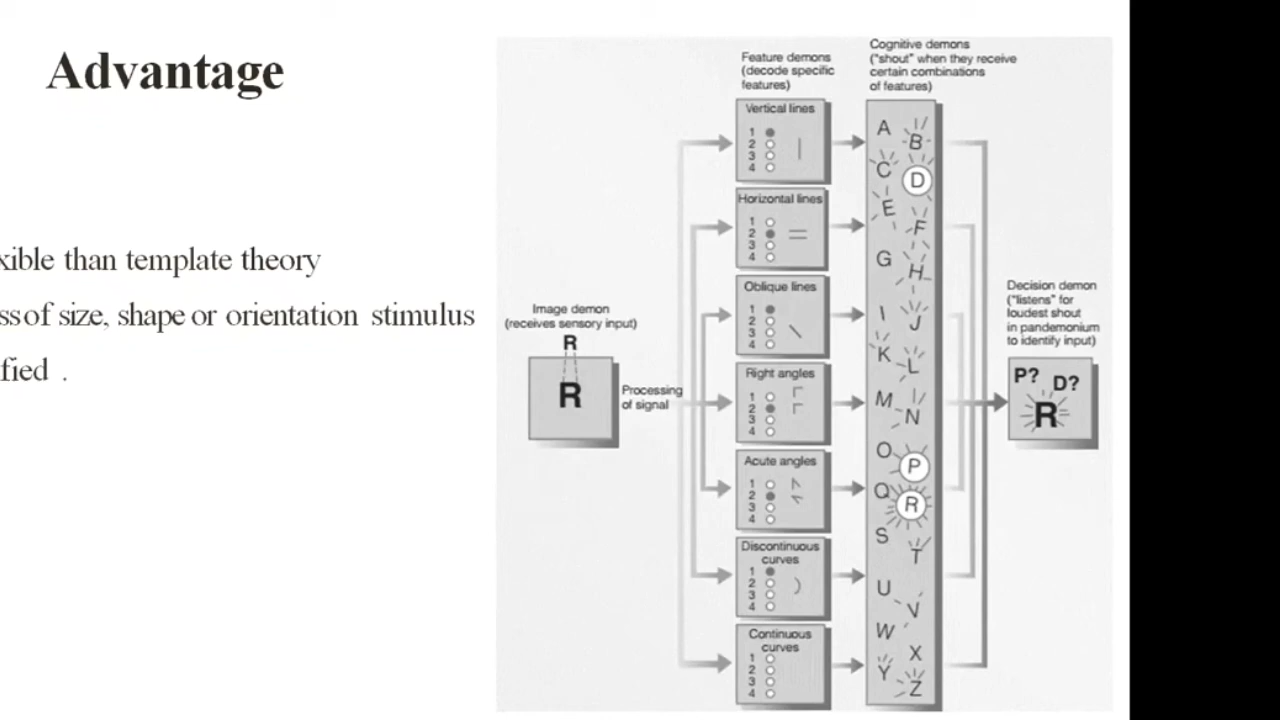 Advantage
xible than template theory
ss of size, shape or orientation stimulus
fied .
Image demon
(receives sensory input)
R
R
Processing
of signal
Feature demons
(decode specific
features)
Vertical lines
1
2
3
4
Horizontal lines
1
2
3
4
Oblique lines
1
2
3
4
Right angles
1
2
3
4
Acute angles
1
2
3
4
Discontinuous
curves
1
2
3
4
Continuous
curves
1
2
3
4
Cognitive demons
("shout" when they receive
certain combinations
of features)
A B
C D
E F
G H
I J
K L
M N
O P
Q R
S T
U V
W X
Y Z
Decision demon
("listens" for
loudest shout
in pandemonium
to identify input)
P? D?
R